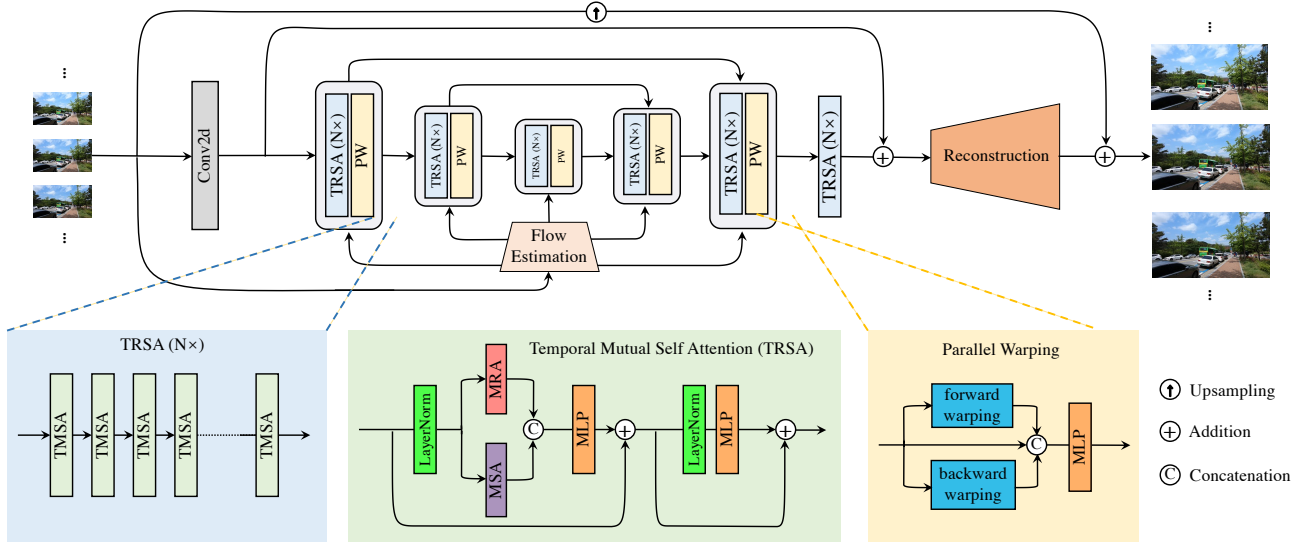 Conv2d
TRSA (N×)
PW
TRSA (N×)
PW
TRSA (N×)
PW
TRSA (N×)
PW
TRSA (N×)
PW
TRSA (N×)
Reconstruction
Flow
Estimation
TRSA (N×)
TMSA
TMSA
TMSA
TMSA
TMSA
Temporal Mutual Self Attention (TRSA)
LayerNorm
MRA
MSA
C
MLP
LayerNorm
MLP
Parallel Warping
forward
warping
backward
warping
C
MLP
Upsampling
Addition
C
Concatenation